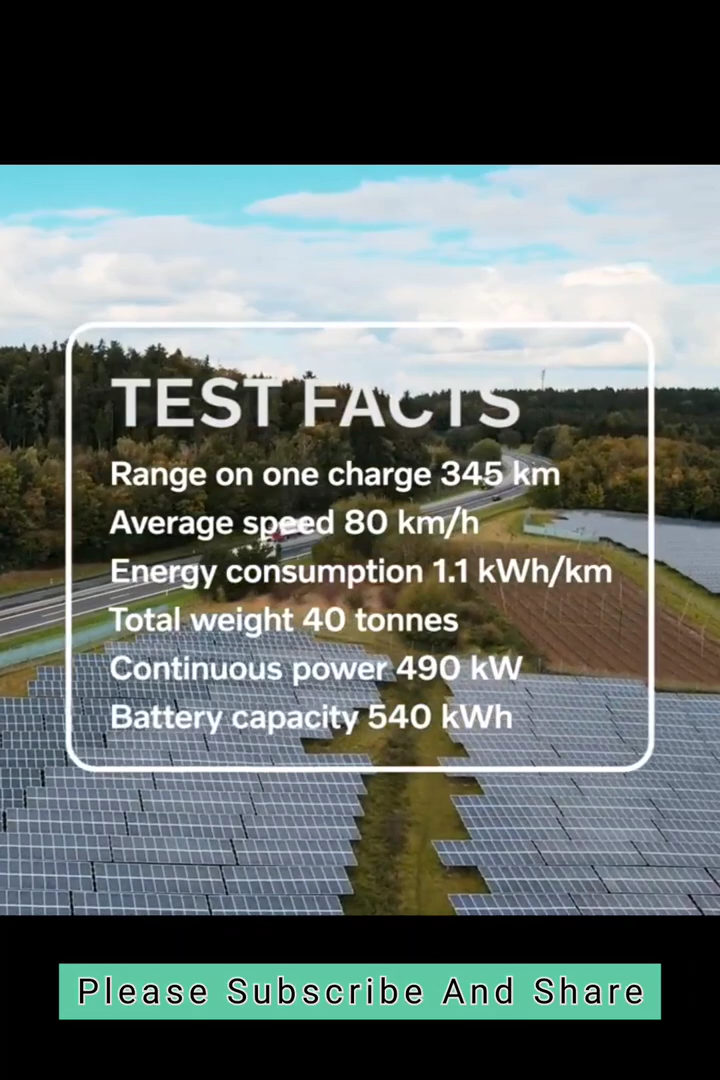 TEST FACTS
Range on one charge 345 km
Average speed 80 km/h
Energy consumption 1.1 kWh/km
Total weight 40 tonnes
Continuous power 490 kW
Battery capacity 540 kWh
Please Subscribe And Share